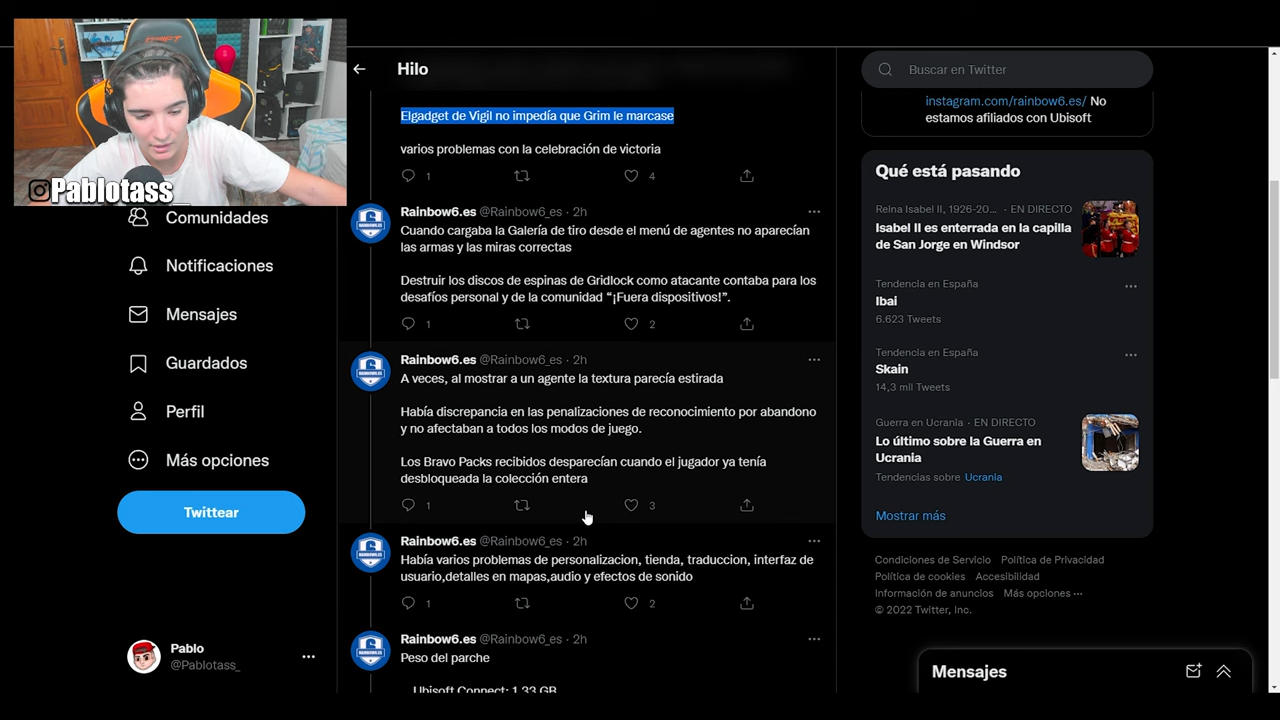 Pablotass_
Comunidades
Notificaciones
Mensajes
Guardados
Perfil
Más opciones
Twittear
Pablo
@Pablotass_
Hilo
Elgadget de Vigil no impedía que Grim le marcase
varios problemas con la celebración de victoria
1 4
Rainbow6.es @Rainbow6_es · 2h
Cuando cargaba la Galería de tiro desde el menú de agentes no aparecían
las armas y las miras correctas
Destruir los discos de espinas de Gridlock como atacante contaba para los
desafíos personal y de la comunidad “¡Fuera dispositivos!”.
1 2
Rainbow6.es @Rainbow6_es · 2h
A veces, al mostrar a un agente la textura parecía estirada
Había discrepancia en las penalizaciones de reconocimiento por abandono
y no afectaban a todos los modos de juego.
Los Bravo Packs recibidos desparecían cuando el jugador ya tenía
desbloqueada la colección entera
1 3
Rainbow6.es @Rainbow6_es · 2h
Había varios problemas de personalizacion, tienda, traduccion, interfaz de
usuario,detalles en mapas,audio y efectos de sonido
1 2
Rainbow6.es @Rainbow6_es · 2h
Peso del parche
Ubisoft Connect: 1.33 GB
Buscar en Twitter
instagram.com/rainbow6.es/ No
estamos afiliados con Ubisoft
Qué está pasando
Reina Isabel II, 1926-20... · EN DIRECTO
Isabel II es enterrada en la capilla
de San Jorge en Windsor
Tendencia en España
Ibai
6.623 Tweets
Tendencia en España
Skain
14,3 mil Tweets
Guerra en Ucrania · EN DIRECTO
Lo último sobre la Guerra en
Ucrania
Tendencias sobre Ucrania
Mostrar más
Condiciones de Servicio Política de Privacidad
Política de cookies Accesibilidad
Información de anuncios Más opciones ···
© 2022 Twitter, Inc.
Mensajes